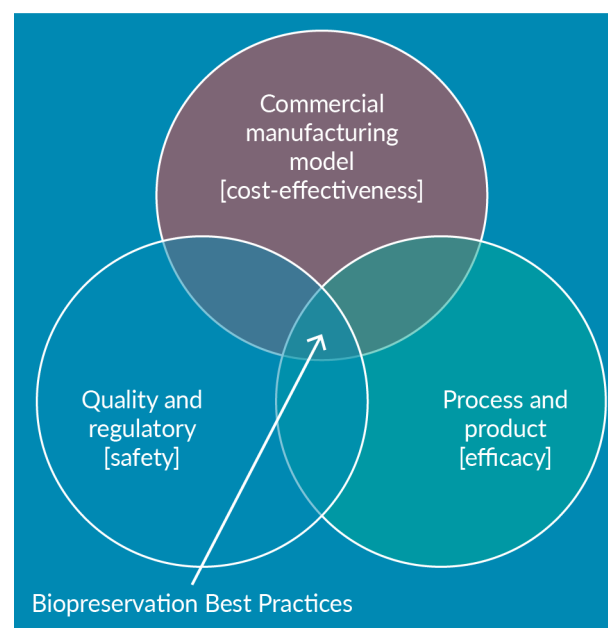 Commercial
manufacturing
model
[cost-effectiveness]
Quality and
regulatory
[safety]
Process and
product
[efficacy]
Biopreservation Best Practices